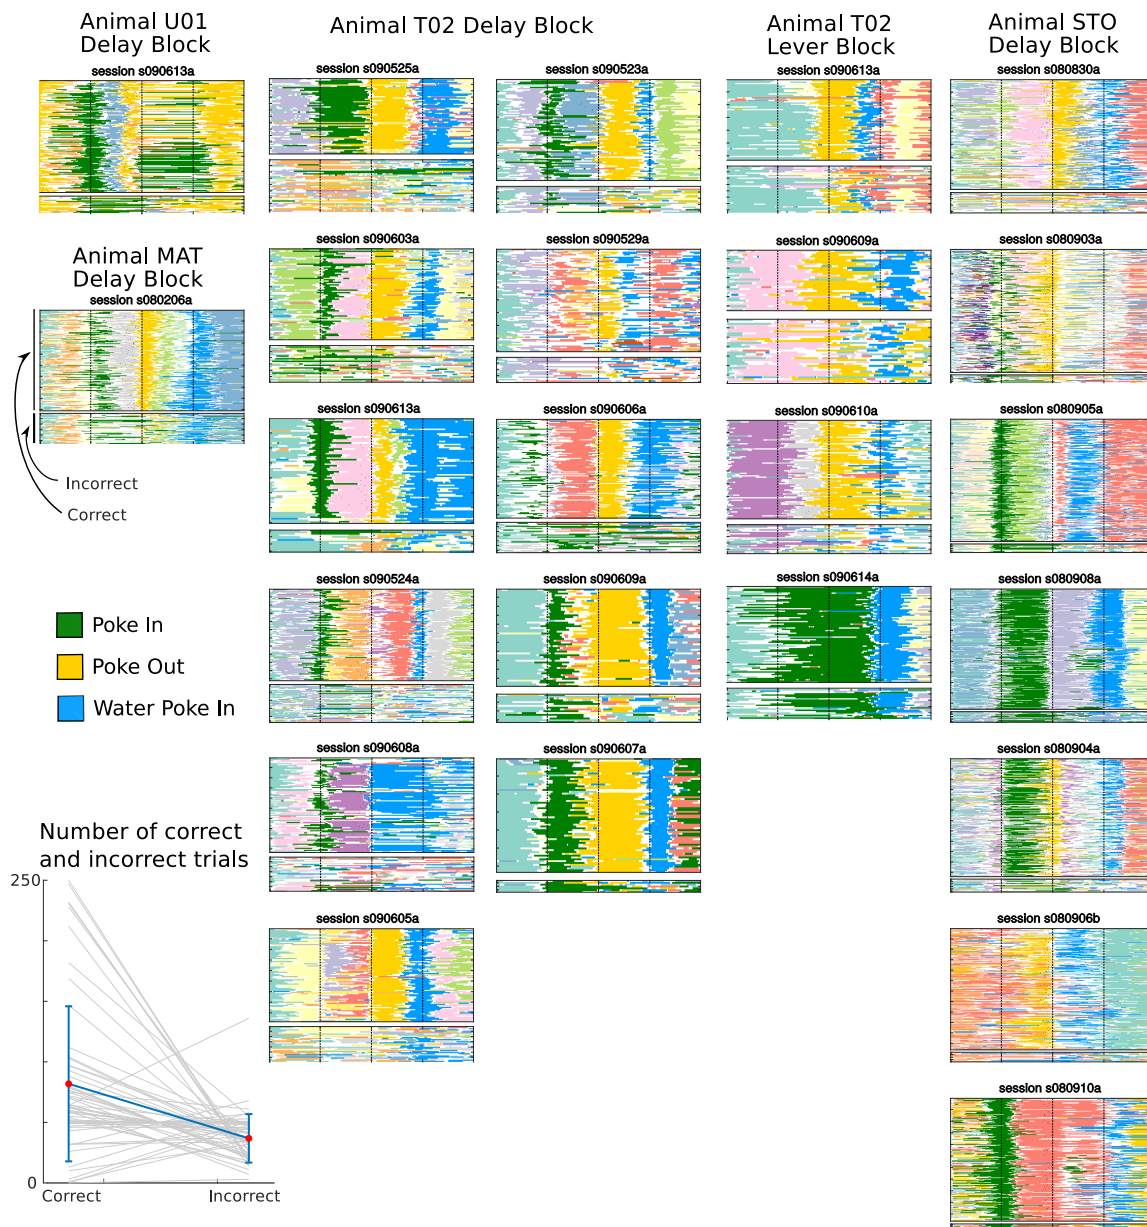 Animal U01
Delay Block
session s090613a
Animal T02 Delay Block
session s090525a
session s090523a
Animal T02
Lever Block
session s090613a
Animal STO
Delay Block
session s080830a
Animal MAT
Delay Block
session s080206a
session s090603a
session s090529a
session s090609a
session s080903a
session s090613a
session s090606a
session s090610a
session s080905a
Incorrect
Correct
session s090524a
session s090609a
session s090614a
session s080908a
Poke In
Poke Out
Water Poke In
session s090608a
session s090607a
session s080904a
Number of correct
and incorrect trials
250
0
Correct
Incorrect
session s090605a
session s080906b
session s080910a